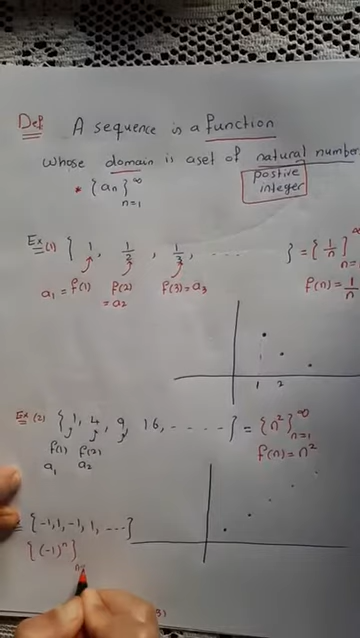 Def A sequence is a function
whose domain is a set of natural number
* {an}∞n=1
postive
integer
Ex(1) { 1, 1/2, 1/3, .... } = {1/n}∞n=1
a1 = f(1) f(2) = a2 f(3) = a3 f(n) = 1/n
1 2
Ex(2) {1, 4, 9, 16, - . . . . } = {n²}∞n=1
f(1) f(2) f(n) = n²
a1 a2
= {-1, 1, -1, 1, ---}
{(-1)ⁿ}
n=